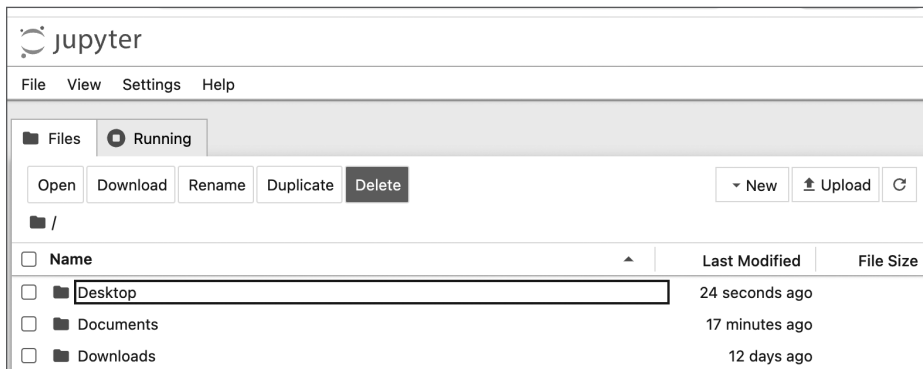 jupyter
File View Settings Help
Files Running
Open Download Rename Duplicate Delete New Upload
/
Name Last Modified File Size
Desktop 24 seconds ago
Documents 17 minutes ago
Downloads 12 days ago